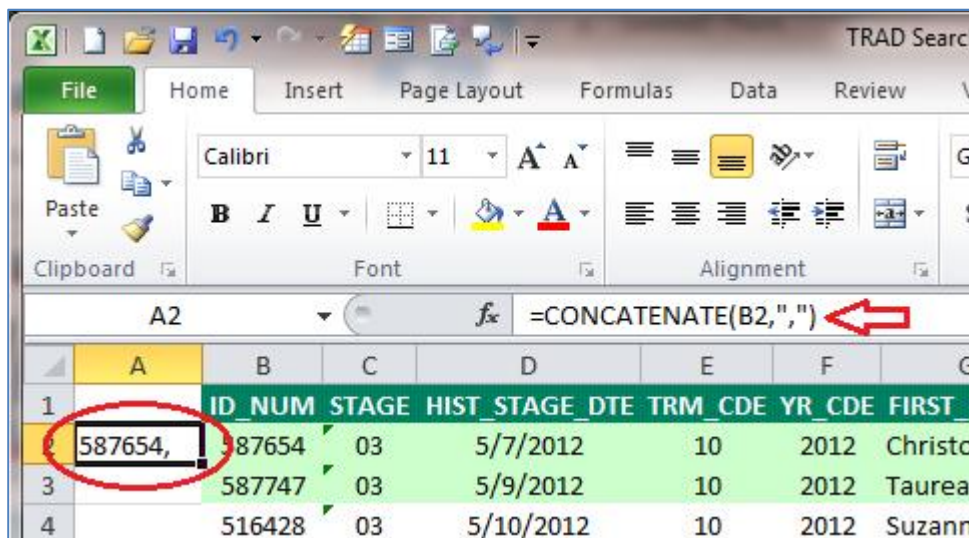 TRAD Searc
File Home Insert Page Layout Formulas Data Review
Calibri 11 A A
Paste B I U A
Clipboard Font Alignment
A2 fx =CONCATENATE(B2,",")
A B C D E F
1 ID_NUM STAGE HIST_STAGE_DTE TRM_CDE YR_CDE FIRST_
2 587654, 587654 03 5/7/2012 10 2012 Christo
3 587747 03 5/9/2012 10 2012 Taurea
4 516428 03 5/10/2012 10 2012 Suzann